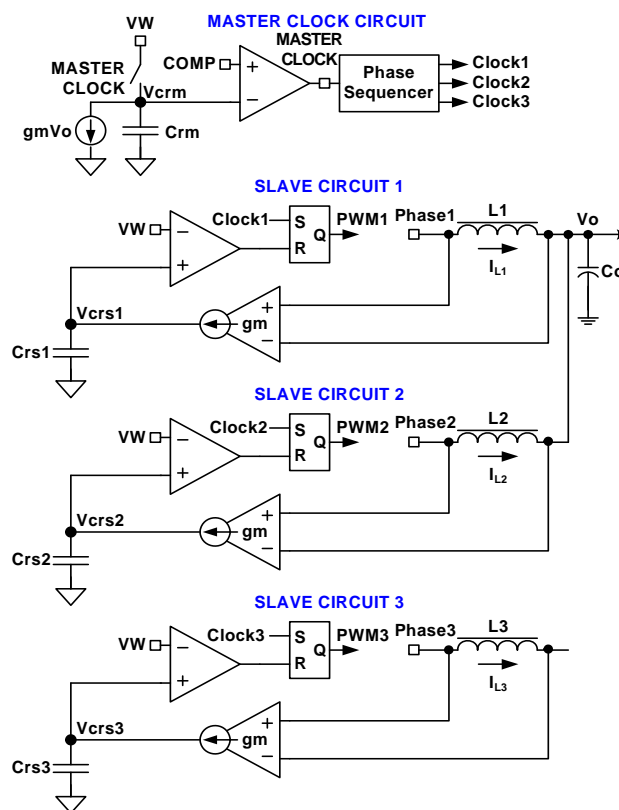 MASTER CLOCK CIRCUIT
VW
MASTER
CLOCK
MASTER
CLOCK
COMP
+
−
Phase
Sequencer
Clock1
Clock2
Clock3
Vcrm
gmVo
Crm
SLAVE CIRCUIT 1
VW
−
+
Clock1
S
R
Q
PWM1
Phase1
L1
IL1
Vo
Co
Vcrs1
gm
+
−
Crs1
SLAVE CIRCUIT 2
VW
−
+
Clock2
S
R
Q
PWM2
Phase2
L2
IL2
Vcrs2
gm
+
−
Crs2
SLAVE CIRCUIT 3
VW
−
+
Clock3
S
R
Q
PWM3
Phase3
L3
IL3
Vcrs3
gm
+
−
Crs3